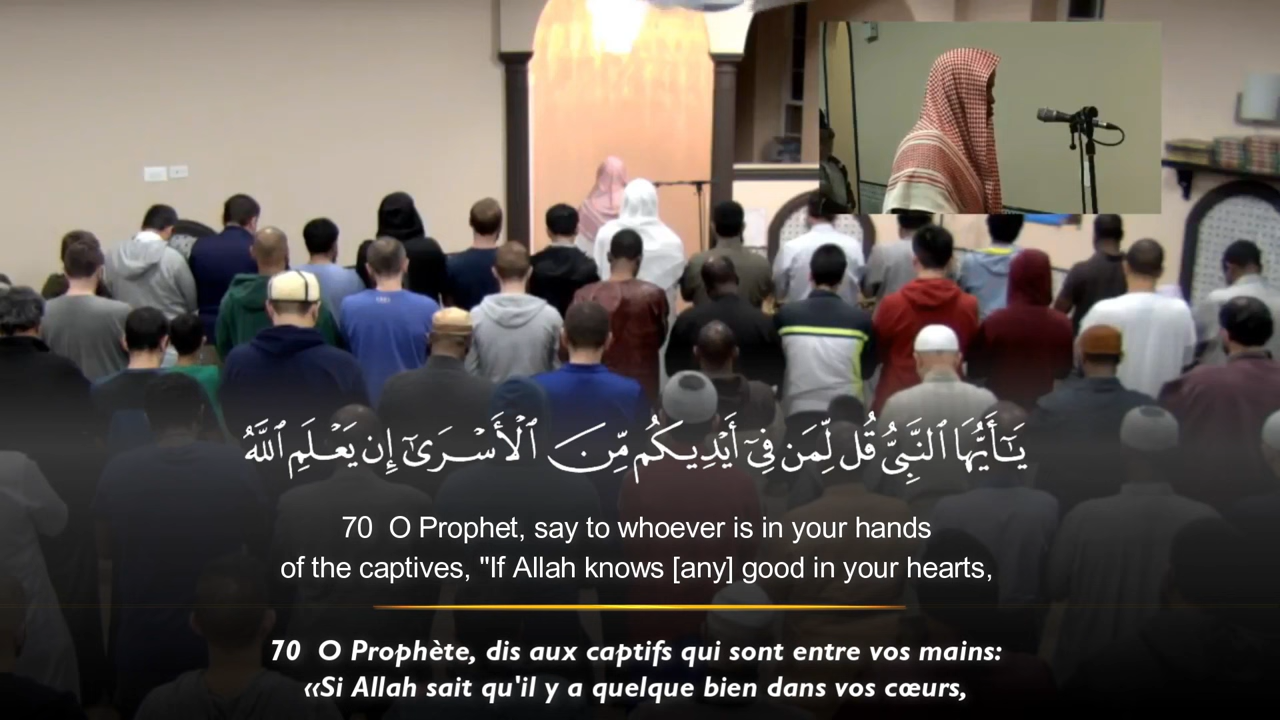 يَـٰٓأَيُّهَا ٱلنَّبِىُّ قُل لِّمَن فِىٓ أَيْدِيكُم مِّنَ ٱلْأَسْرَىٰٓ إِن يَعْلَمِ ٱللَّهُ
70 O Prophet, say to whoever is in your hands
of the captives, "If Allah knows [any] good in your hearts,
70 O Prophète, dis aux captifs qui sont entre vos mains:
«Si Allah sait qu'il y a quelque bien dans vos cœurs,